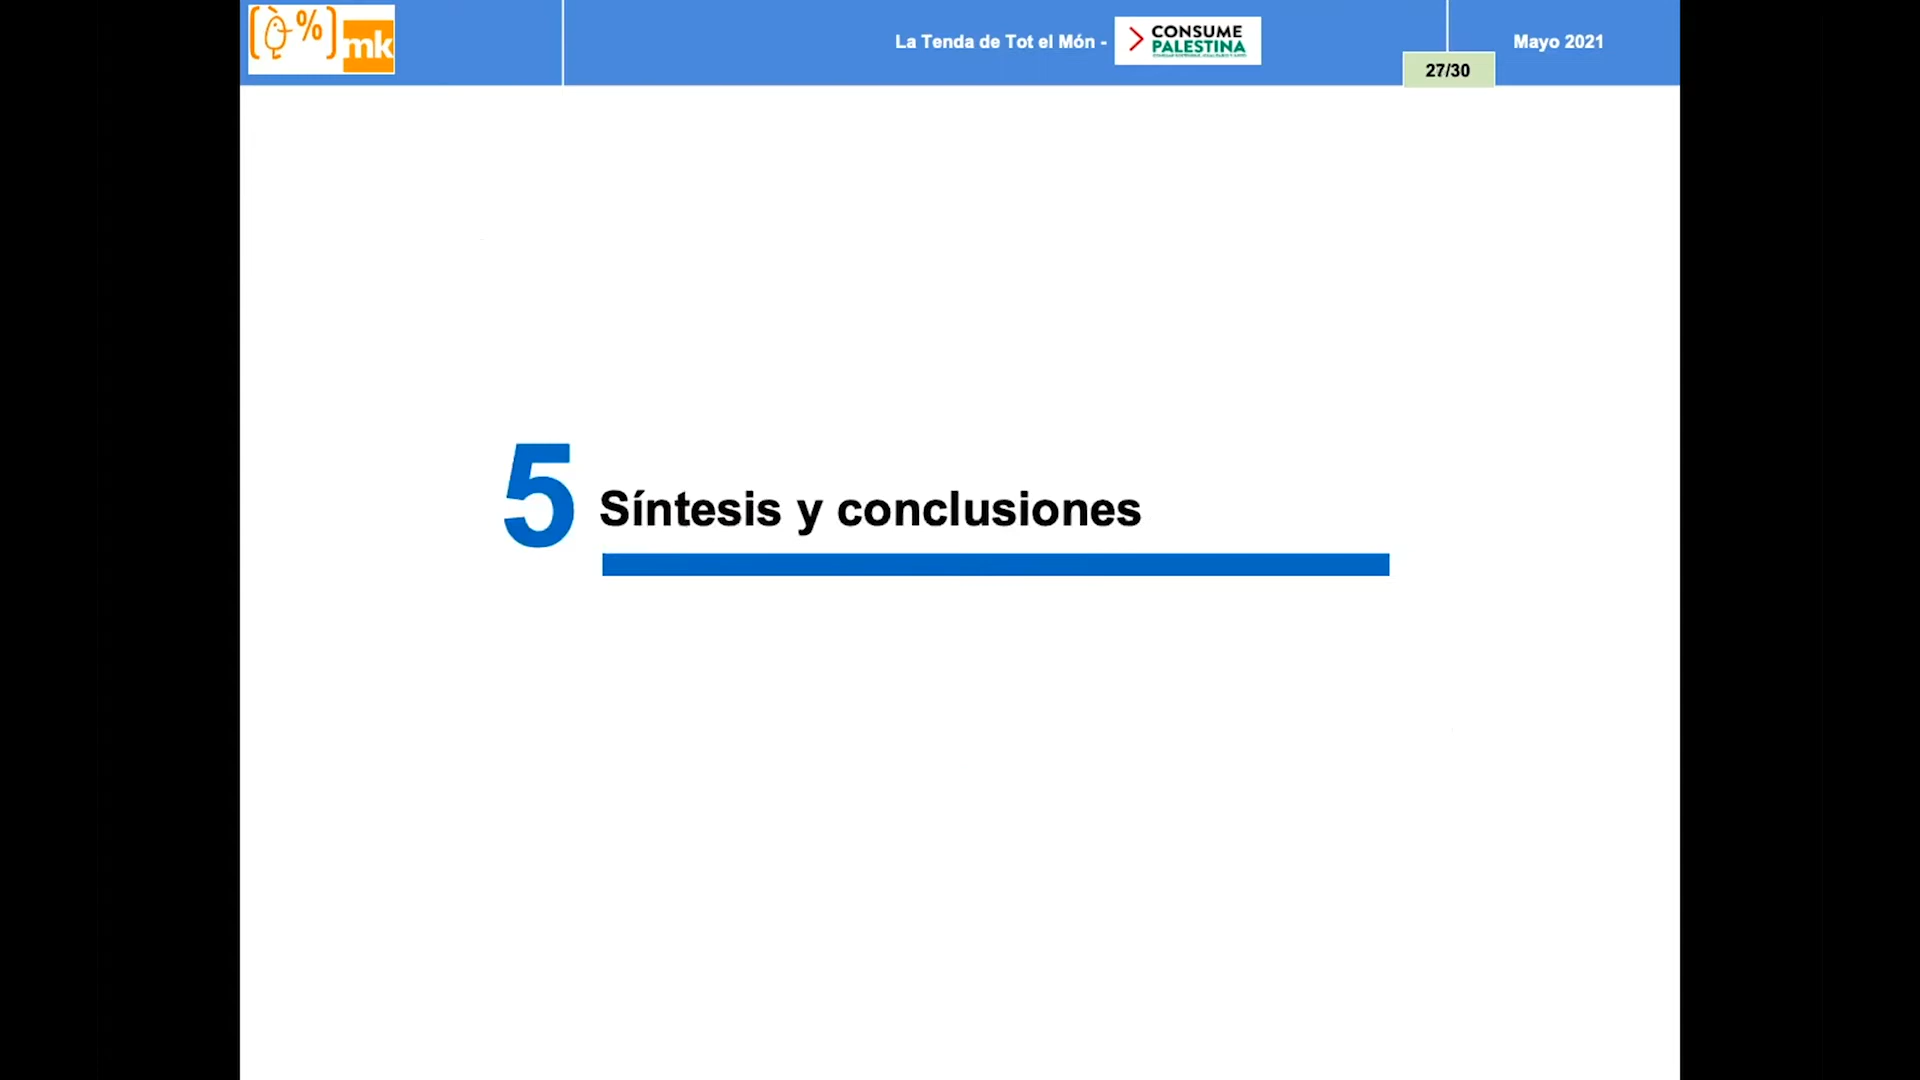 %
mk
La Tenda de Tot el Món -
CONSUME
PALESTINA
27/30
Mayo 2021
5 Síntesis y conclusiones